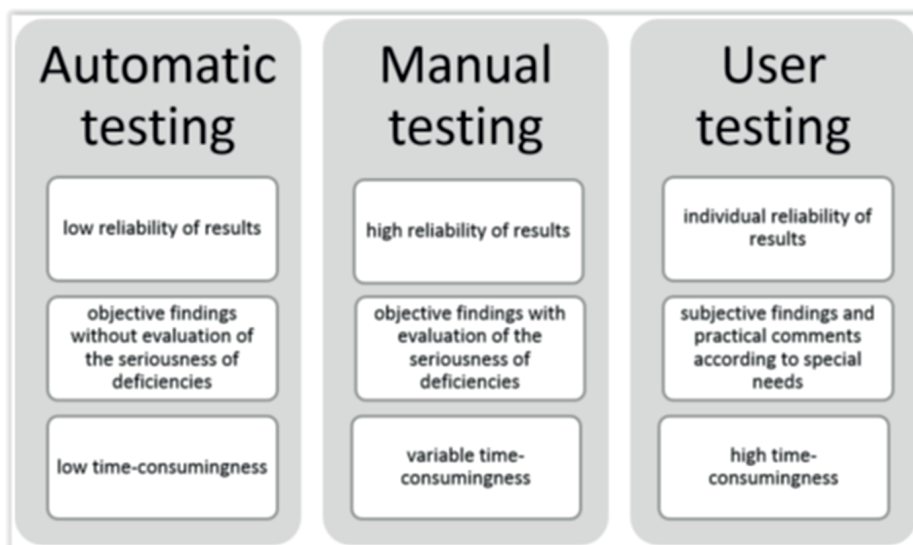 Automatic
testing
low reliability of results
objective findings
without evaluation of
the seriousness of
deficiencies
low time-consumingness
Manual
testing
high reliability of results
objective findings with
evaluation of the
seriousness of
deficiencies
variable time-
consumingness
User
testing
individual reliability of
results
subjective findings and
practical comments
according to special
needs
high time-
consumingness